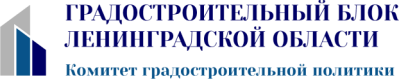 ГРАДОСТРОИТЕЛЬНЫЙ БЛОК
ЛЕНИНГРАДСКОЙ ОБЛАСТИ
Комитет градостроительной политики